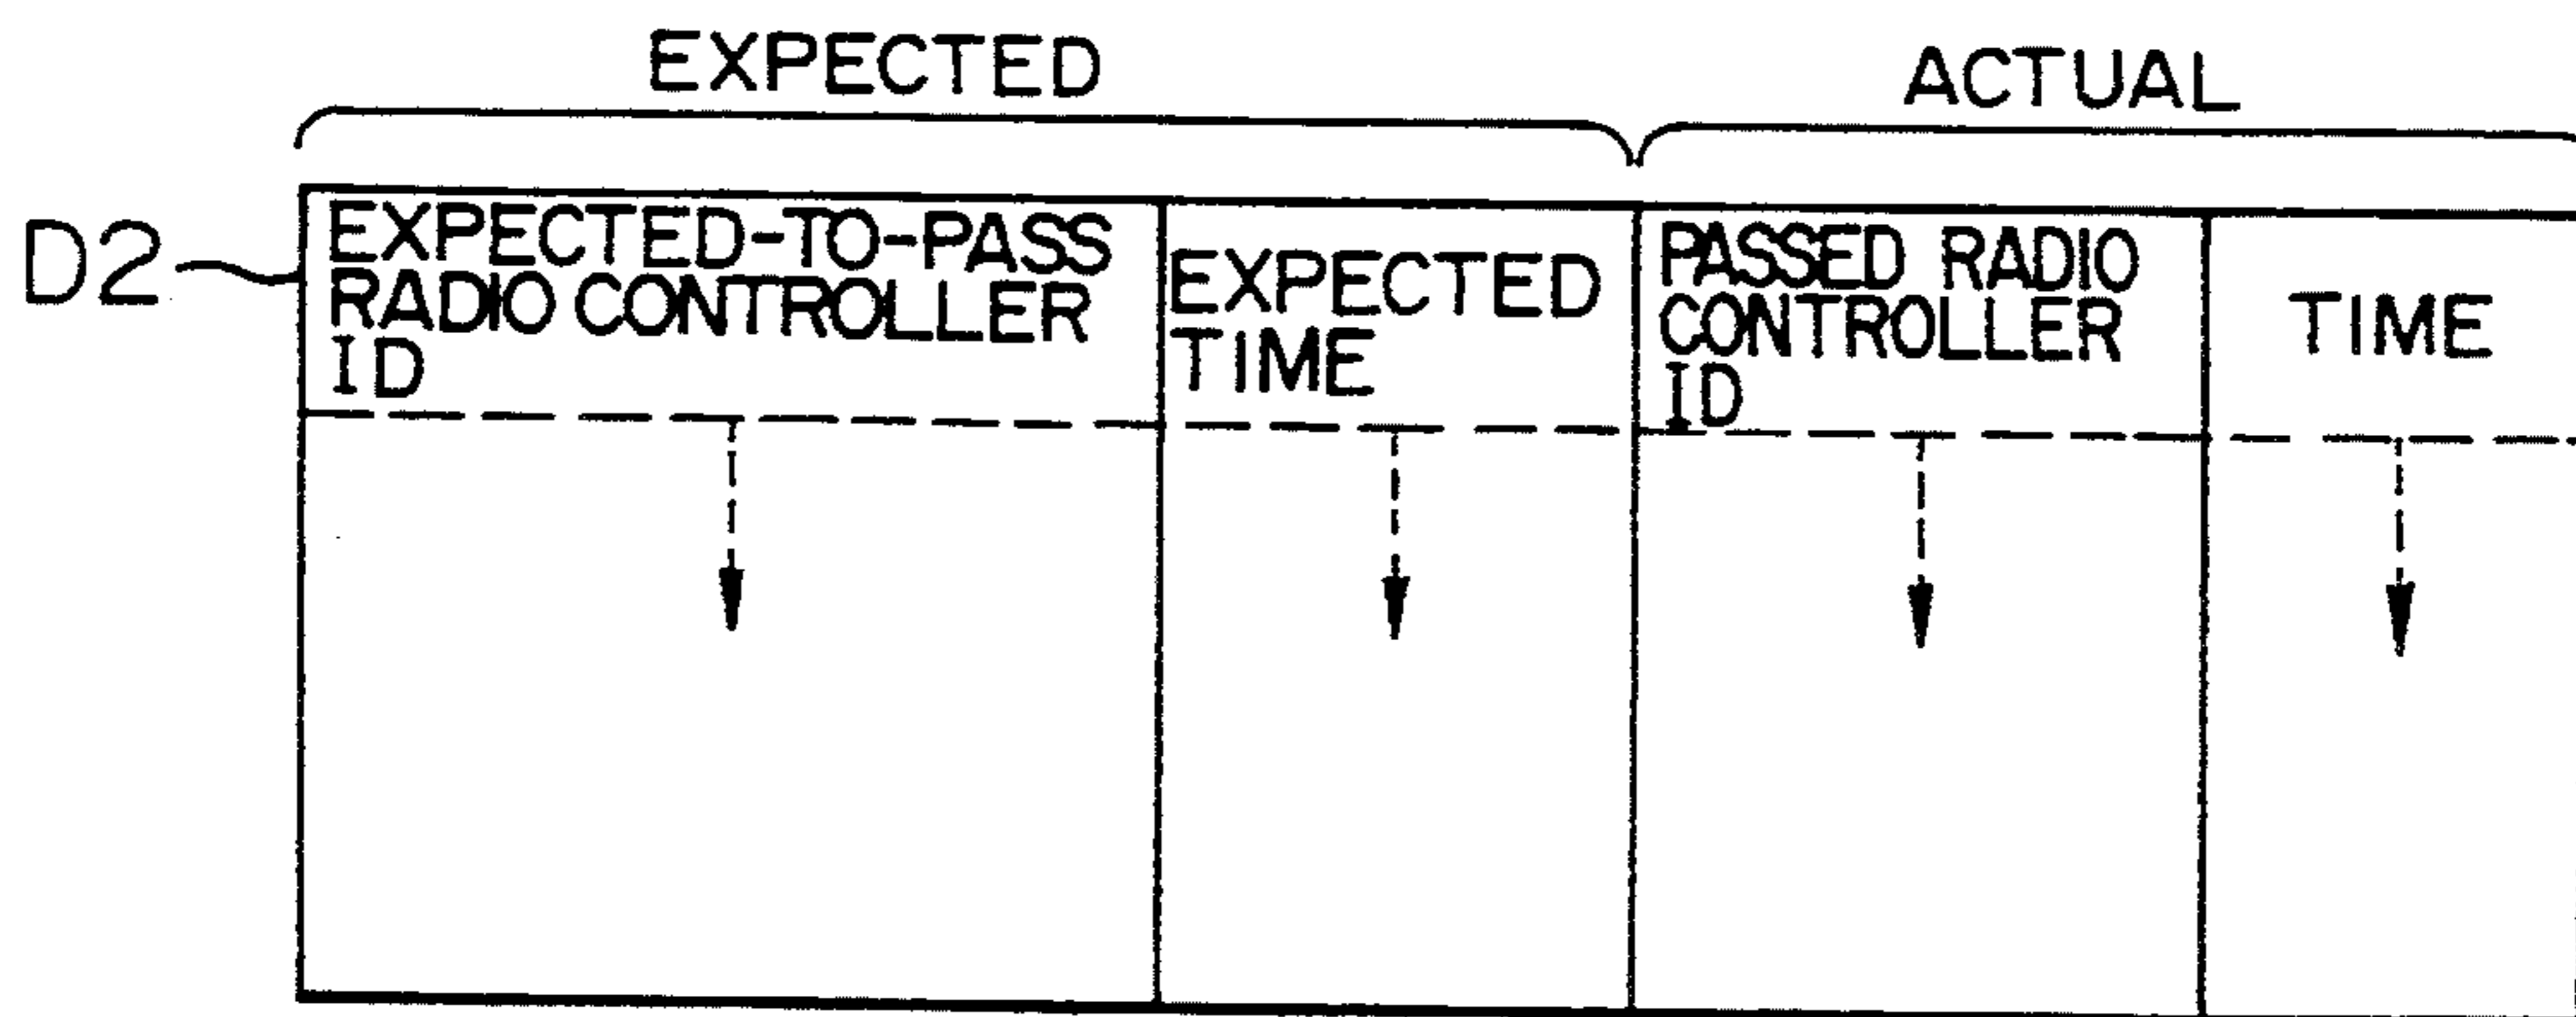 EXPECTED
ACTUAL
D2
EXPECTED-TO-PASS
RADIO CONTROLLER
ID
EXPECTED
TIME
PASSED RADIO
CONTROLLER
ID
TIME